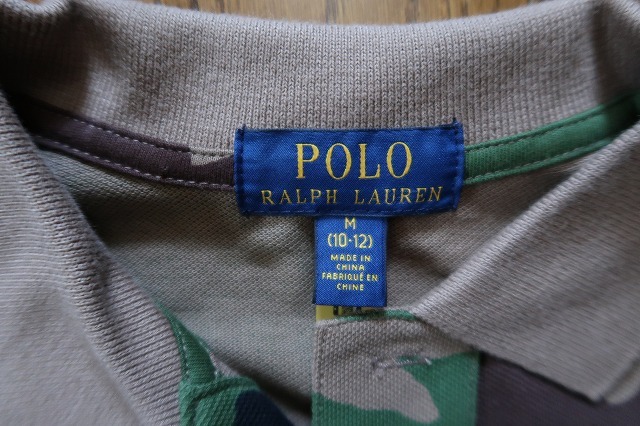 POLO
RALPH LAUREN
M
(10-12)
MADE IN
CHINA
FABRIQUÉ EN
CHINE